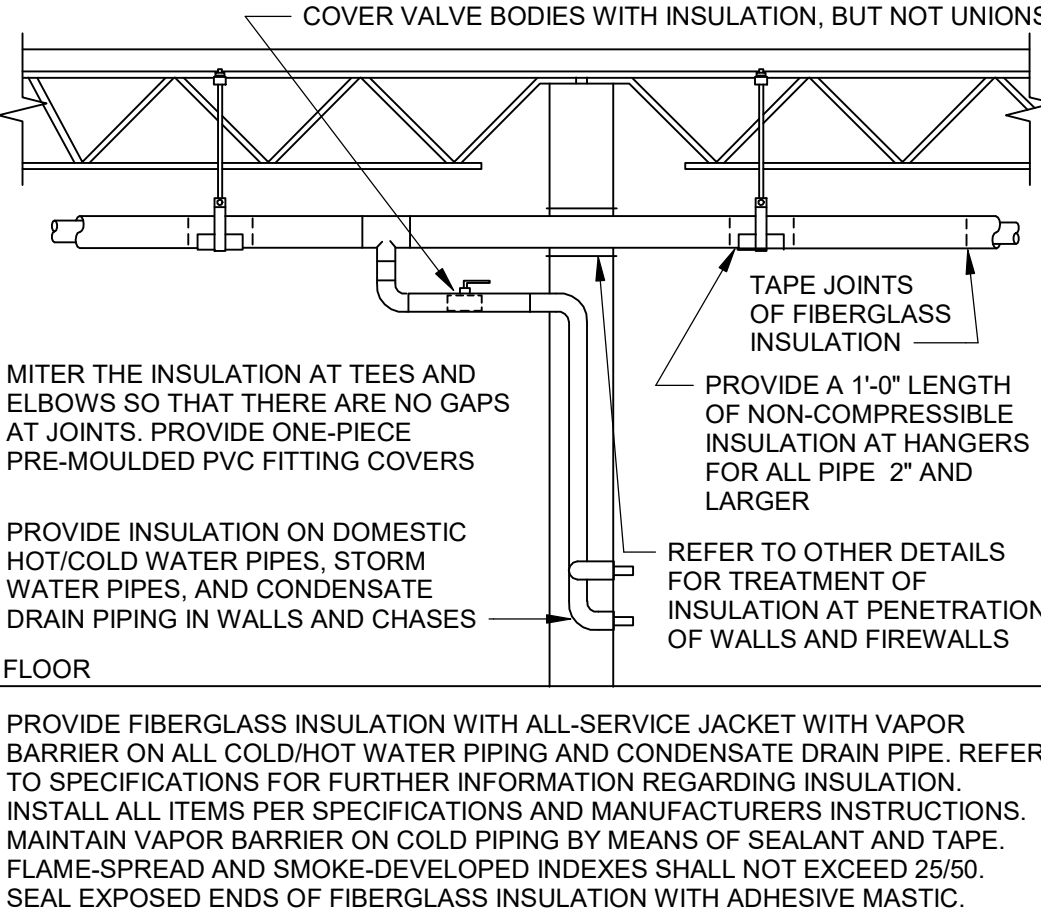 COVER VALVE BODIES WITH INSULATION, BUT NOT UNIONS
TAPE JOINTS
OF FIBERGLASS
INSULATION
MITER THE INSULATION AT TEES AND
ELBOWS SO THAT THERE ARE NO GAPS
AT JOINTS. PROVIDE ONE-PIECE
PRE-MOULDED PVC FITTING COVERS
PROVIDE A 1'-0" LENGTH
OF NON-COMPRESSIBLE
INSULATION AT HANGERS
FOR ALL PIPE 2" AND
LARGER
PROVIDE INSULATION ON DOMESTIC
HOT/COLD WATER PIPES, STORM
WATER PIPES, AND CONDENSATE
DRAIN PIPING IN WALLS AND CHASES
REFER TO OTHER DETAILS
FOR TREATMENT OF
INSULATION AT PENETRATION
OF WALLS AND FIREWALLS
FLOOR
PROVIDE FIBERGLASS INSULATION WITH ALL-SERVICE JACKET WITH VAPOR
BARRIER ON ALL COLD/HOT WATER PIPING AND CONDENSATE DRAIN PIPE. REFER
TO SPECIFICATIONS FOR FURTHER INFORMATION REGARDING INSULATION.
INSTALL ALL ITEMS PER SPECIFICATIONS AND MANUFACTURERS INSTRUCTIONS.
MAINTAIN VAPOR BARRIER ON COLD PIPING BY MEANS OF SEALANT AND TAPE.
FLAME-SPREAD AND SMOKE-DEVELOPED INDEXES SHALL NOT EXCEED 25/50.
SEAL EXPOSED ENDS OF FIBERGLASS INSULATION WITH ADHESIVE MASTIC.